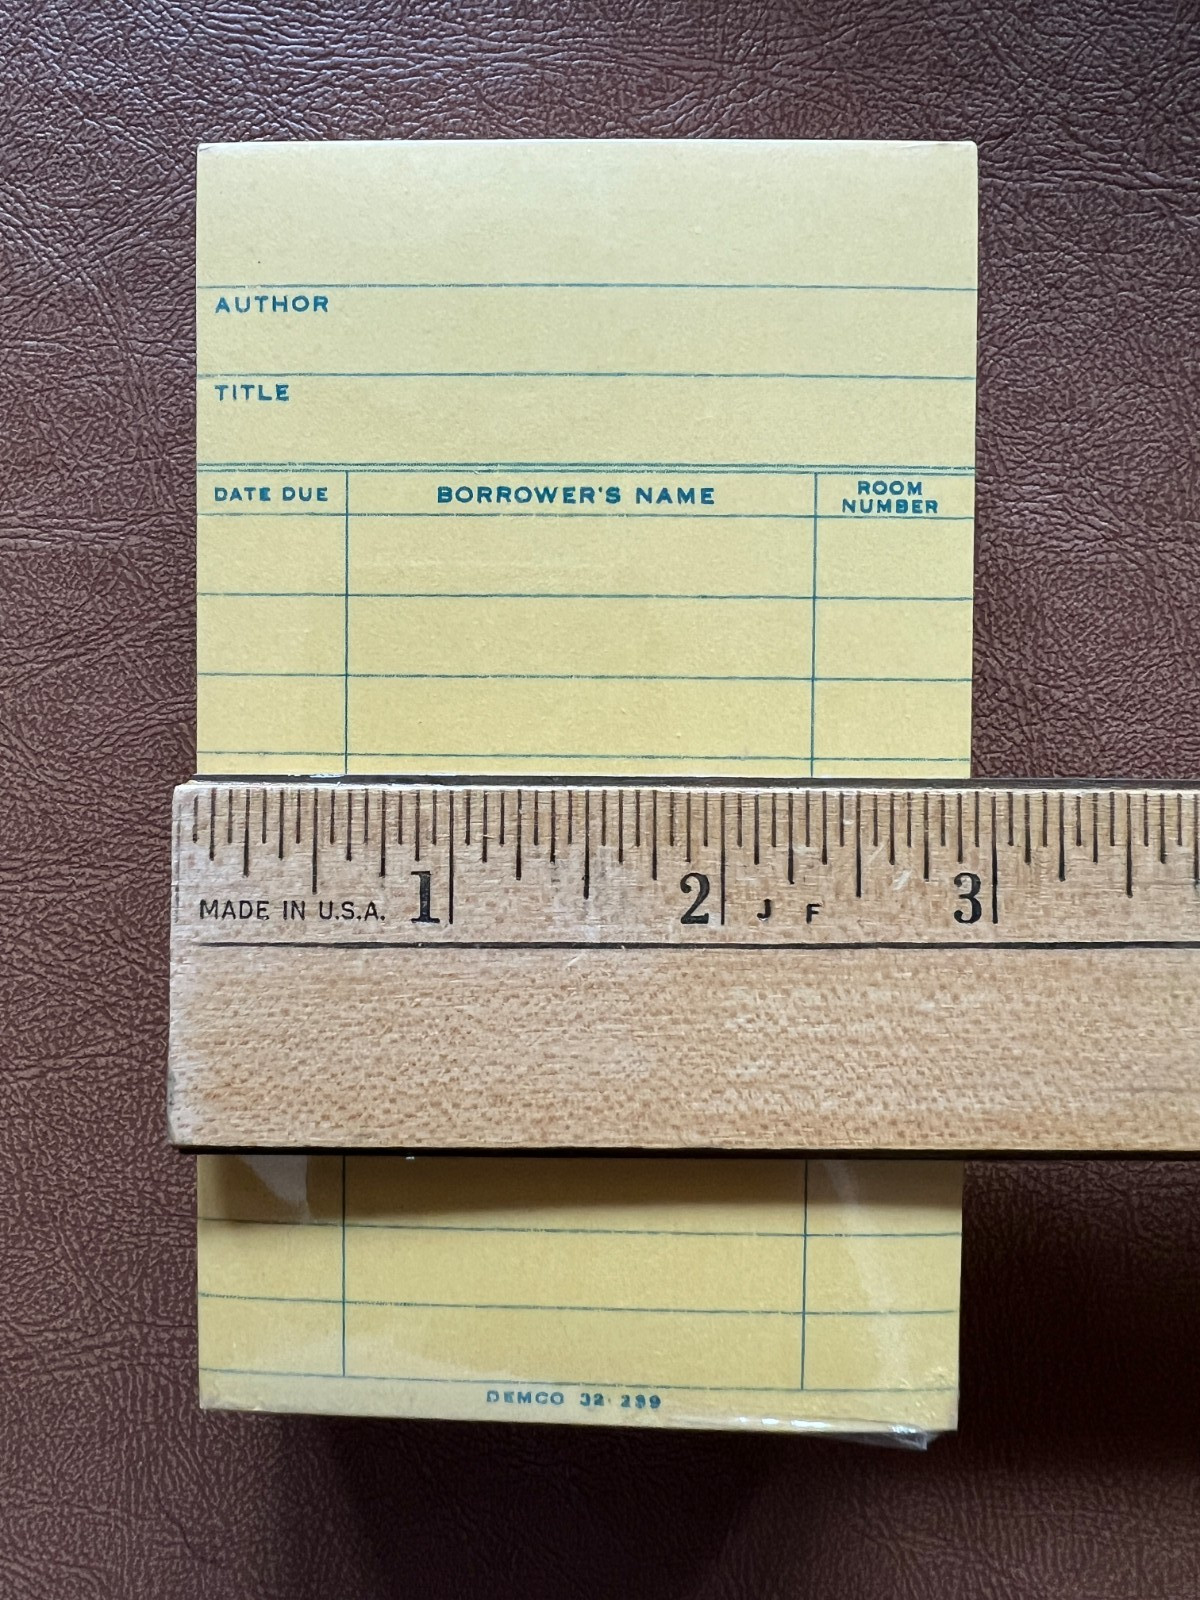 AUTHOR
TITLE
DATE DUE
BORROWER'S NAME
ROOM
NUMBER
1 2 3
MADE IN U.S.A. J F
DEMCO 32-299